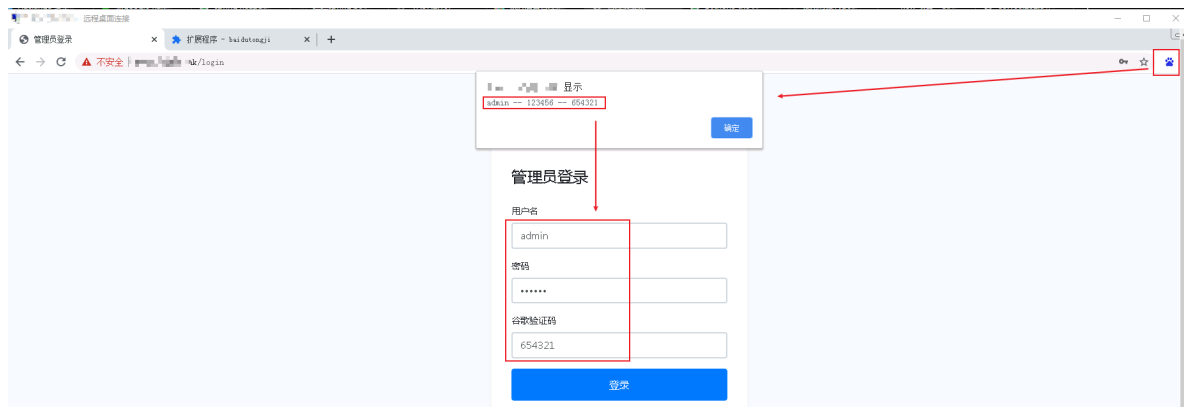 远程桌面连接
管理员登录
扩展程序 - baidutongji
不安全
uk/login
显示
admin -- 123456 -- 654321
确定
管理员登录
用户名
admin
密码
••••••
谷歌验证码
654321
登录